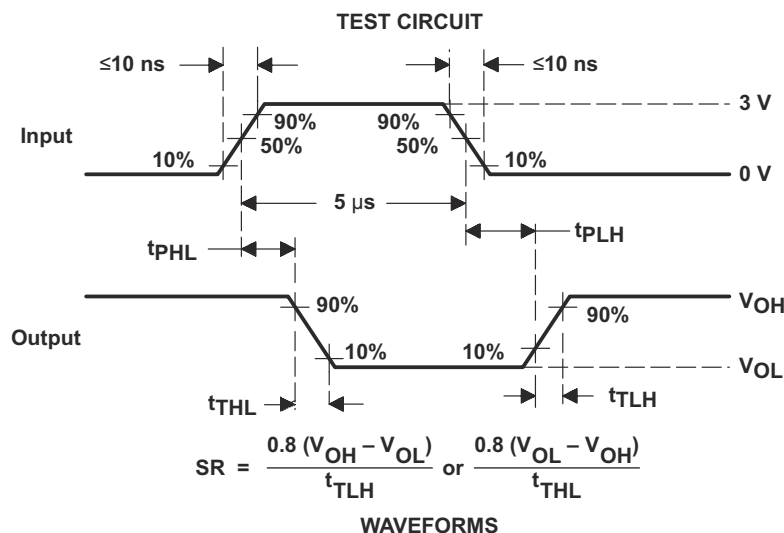 TEST CIRCUIT
≤10 ns ≤10 ns
3 V
90% 90%
Input 50% 50%
10% 10%
0 V
5 μs
tPHL tPLH
VOH
90% 90%
Output
10% 10%
VOL
tTHL tTLH
SR = 0.8 (VOH – VOL) / tTLH or 0.8 (VOL – VOH) / tTHL
WAVEFORMS